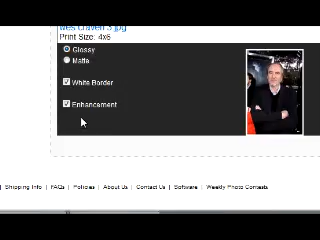 wes craven 3.jpg
Print Size: 4x6
Glossy
Matte
White Border
Enhancement
| Shipping Info | FAQs | Policies | About Us | Contact Us | Software | Weekly Photo Contests